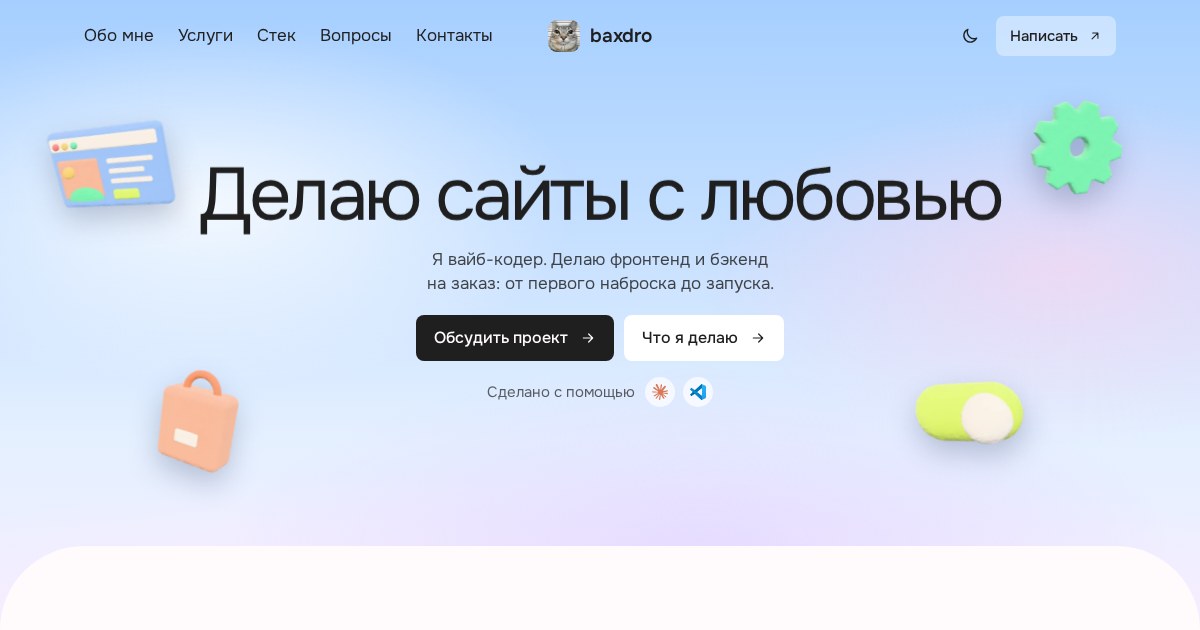 Обо мне Услуги Стек Вопросы Контакты baxdro Написать
Делаю сайты с любовью
Я вайб-кодер. Делаю фронтенд и бэкенд
на заказ: от первого наброска до запуска.
Обсудить проект Что я делаю
Сделано с помощью